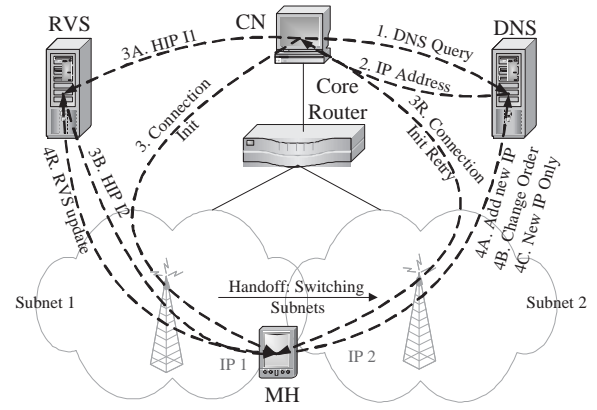 RVS
CN
DNS
3A. HIP I1
1. DNS Query
2. IP Address
Core
Router
3. Connection
Init
3R. Connection
Init Retry
3B. HIP I2
4R. RVS update
4A. Add new IP
4B. Change Order
4C. New IP Only
Handoff: Switching
Subnets
Subnet 1
Subnet 2
IP 1
IP 2
MH